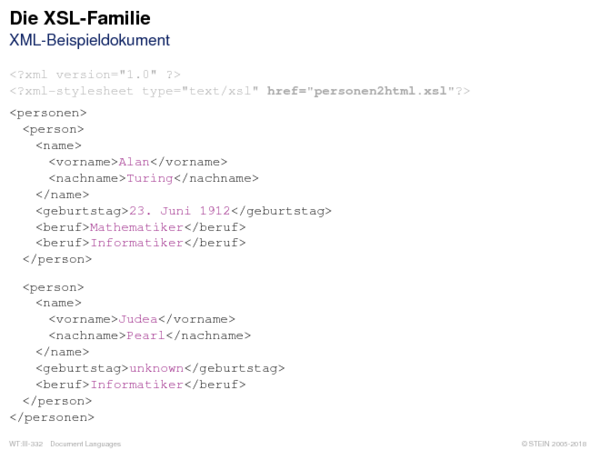 Die XSL-Familie
XML-Beispieldokument
<?xml version="1.0" ?>
<?xml-stylesheet type="text/xsl" href="personen2html.xsl"?>
<personen>
<person>
<name>
<vorname>Alan</vorname>
<nachname>Turing</nachname>
</name>
<geburtstag>23. Juni 1912</geburtstag>
<beruf>Mathematiker</beruf>
<beruf>Informatiker</beruf>
</person>
<person>
<name>
<vorname>Judea</vorname>
<nachname>Pearl</nachname>
</name>
<geburtstag>unknown</geburtstag>
<beruf>Informatiker</beruf>
</person>
</personen>
WT:III-332 Document Languages © STEIN 2005-2018